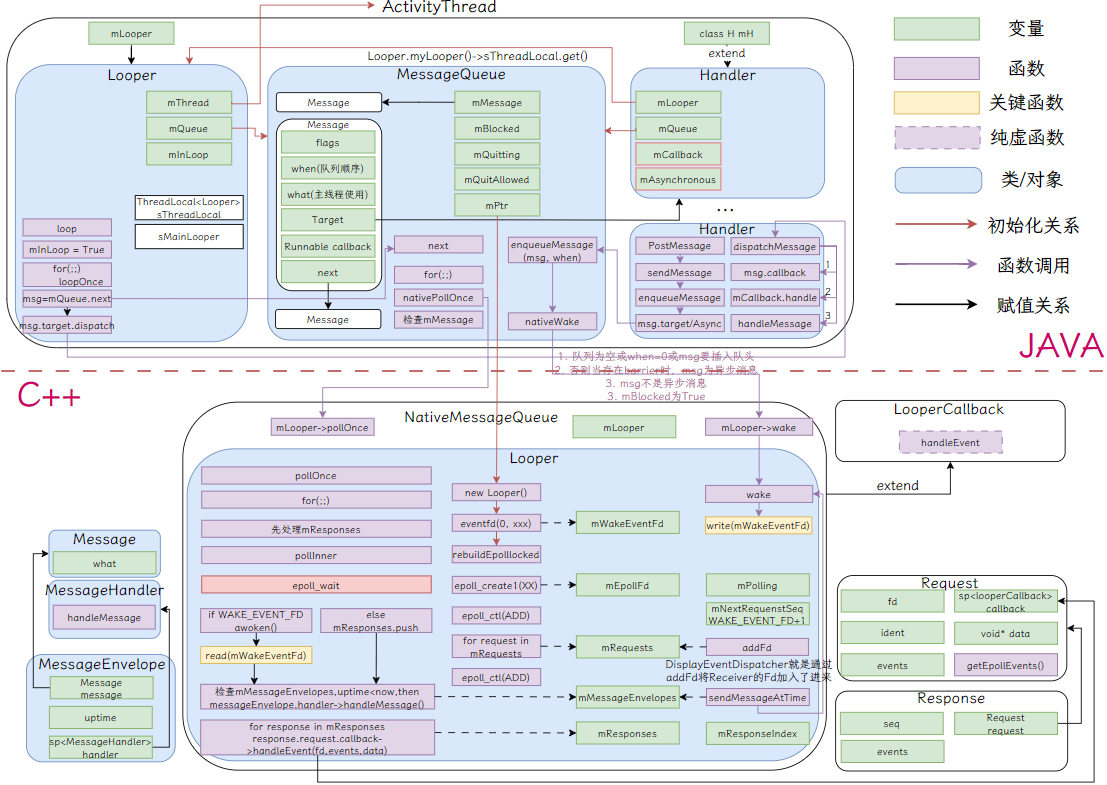 ActivityThread
mLooper
class H mH
extend
Looper.myLooper()->sThreadLocal.get()
Looper
mThread
mQueue
mInLoop
ThreadLocal<Looper>
sThreadLocal
sMainLooper
loop
mInLoop = True
for(;;)
loopOnce
msg=mQueue.next
msg.target.dispatch
MessageQueue
Message
Message
flags
when(队列顺序)
what(主线程使用)
Target
Runnable callback
next
Message
mMessage
mBlocked
mQuitting
mQuitAllowed
mPtr
next
for(;;)
nativePollOnce
检查mMessage
enqueueMessage
(msg, when)
nativeWake
Handler
mLooper
mQueue
mCallback
mAsynchronous
...
Handler
PostMessage
sendMessage
enqueueMessage
msg.target/Async
dispatchMessage
msg.callback
mCallback.handle
handleMessage
1
2
3
变量
函数
关键函数
纯虚函数
类/对象
初始化关系
函数调用
赋值关系
JAVA
C++
1. 队列为空或when=0或msg要插入队头
2. 否则当存在barrier时，msg为异步消息
3. msg不是异步消息
3. mBlocked为True
NativeMessageQueue
mLooper->pollOnce
mLooper
mLooper->wake
Looper
pollOnce
for(;;)
先处理mResponses
pollInner
epoll_wait
if WAKE_EVENT_FD
awoken()
else
mResponses.push
read(mWakeEventFd)
检查mMessageEnvelopes,uptime<now,then
messageEnvelope.handler->handleMessage()
for response in mResponses
response.request.callback-
>handleEvent(fd,events,data)
new Looper()
eventfd(0, xxx)
rebuildEpolllocked
epoll_create1(XX)
epoll_ctl(ADD)
for request in
mRequests
epoll_ctl(ADD)
mWakeEventFd
mEpollFd
mRequests
mMessageEnvelopes
mResponses
wake
write(mWakeEventFd)
mPolling
mNextRequenstSeq
WAKE_EVENT_FD+1
addFd
DisplayEventDispatcher就是通过
addFd将Receiver的Fd加入了进来
sendMessageAtTime
mResponseIndex
LooperCallback
handleEvent
extend
Message
what
MessageHandler
handleMessage
MessageEnvelope
Message
message
uptime
sp<MessageHandler>
handler
Request
fd
sp<looperCallback>
callback
ident
void* data
events
getEpollEvents()
Response
seq
Request
request
events